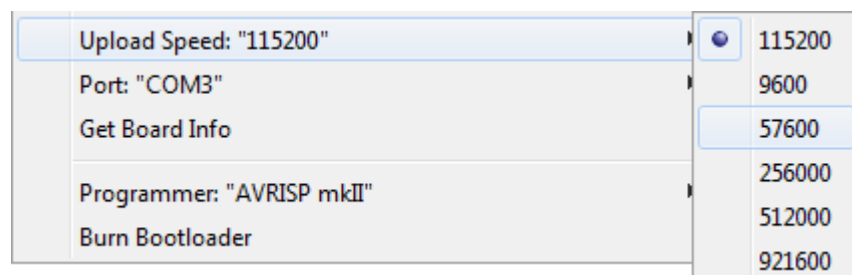 Upload Speed: "115200"
Port: "COM3"
Get Board Info
Programmer: "AVRISP mkII"
Burn Bootloader
115200
9600
57600
256000
512000
921600